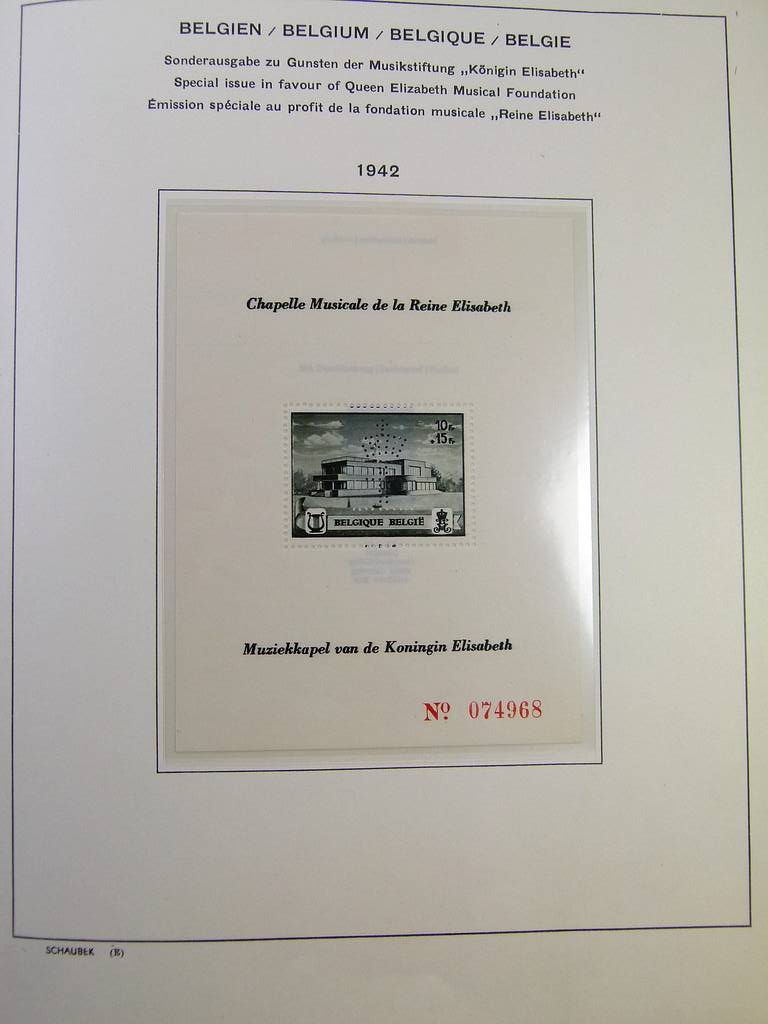 BELGIEN / BELGIUM / BELGIQUE / BELGIE
Sonderausgabe zu Gunsten der Musikstiftung „Königin Elisabeth“
Special issue in favour of Queen Elizabeth Musical Foundation
Émission spéciale au profit de la fondation musicale „Reine Elisabeth“
1942
Chapelle Musicale de la Reine Elisabeth
10Fr.
+15Fr.
BELGIQUE BELGIË
Muziekkapel van de Koningin Elisabeth
Nº 074968
SCHAUBEK (E)